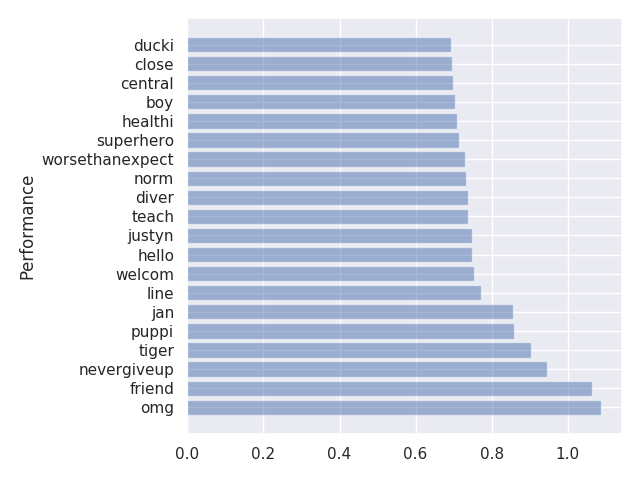 Performance
ducki
close
central
boy
healthi
superhero
worsethanexpect
norm
diver
teach
justyn
hello
welcom
line
jan
puppi
tiger
nevergiveup
friend
omg
0.0 0.2 0.4 0.6 0.8 1.0